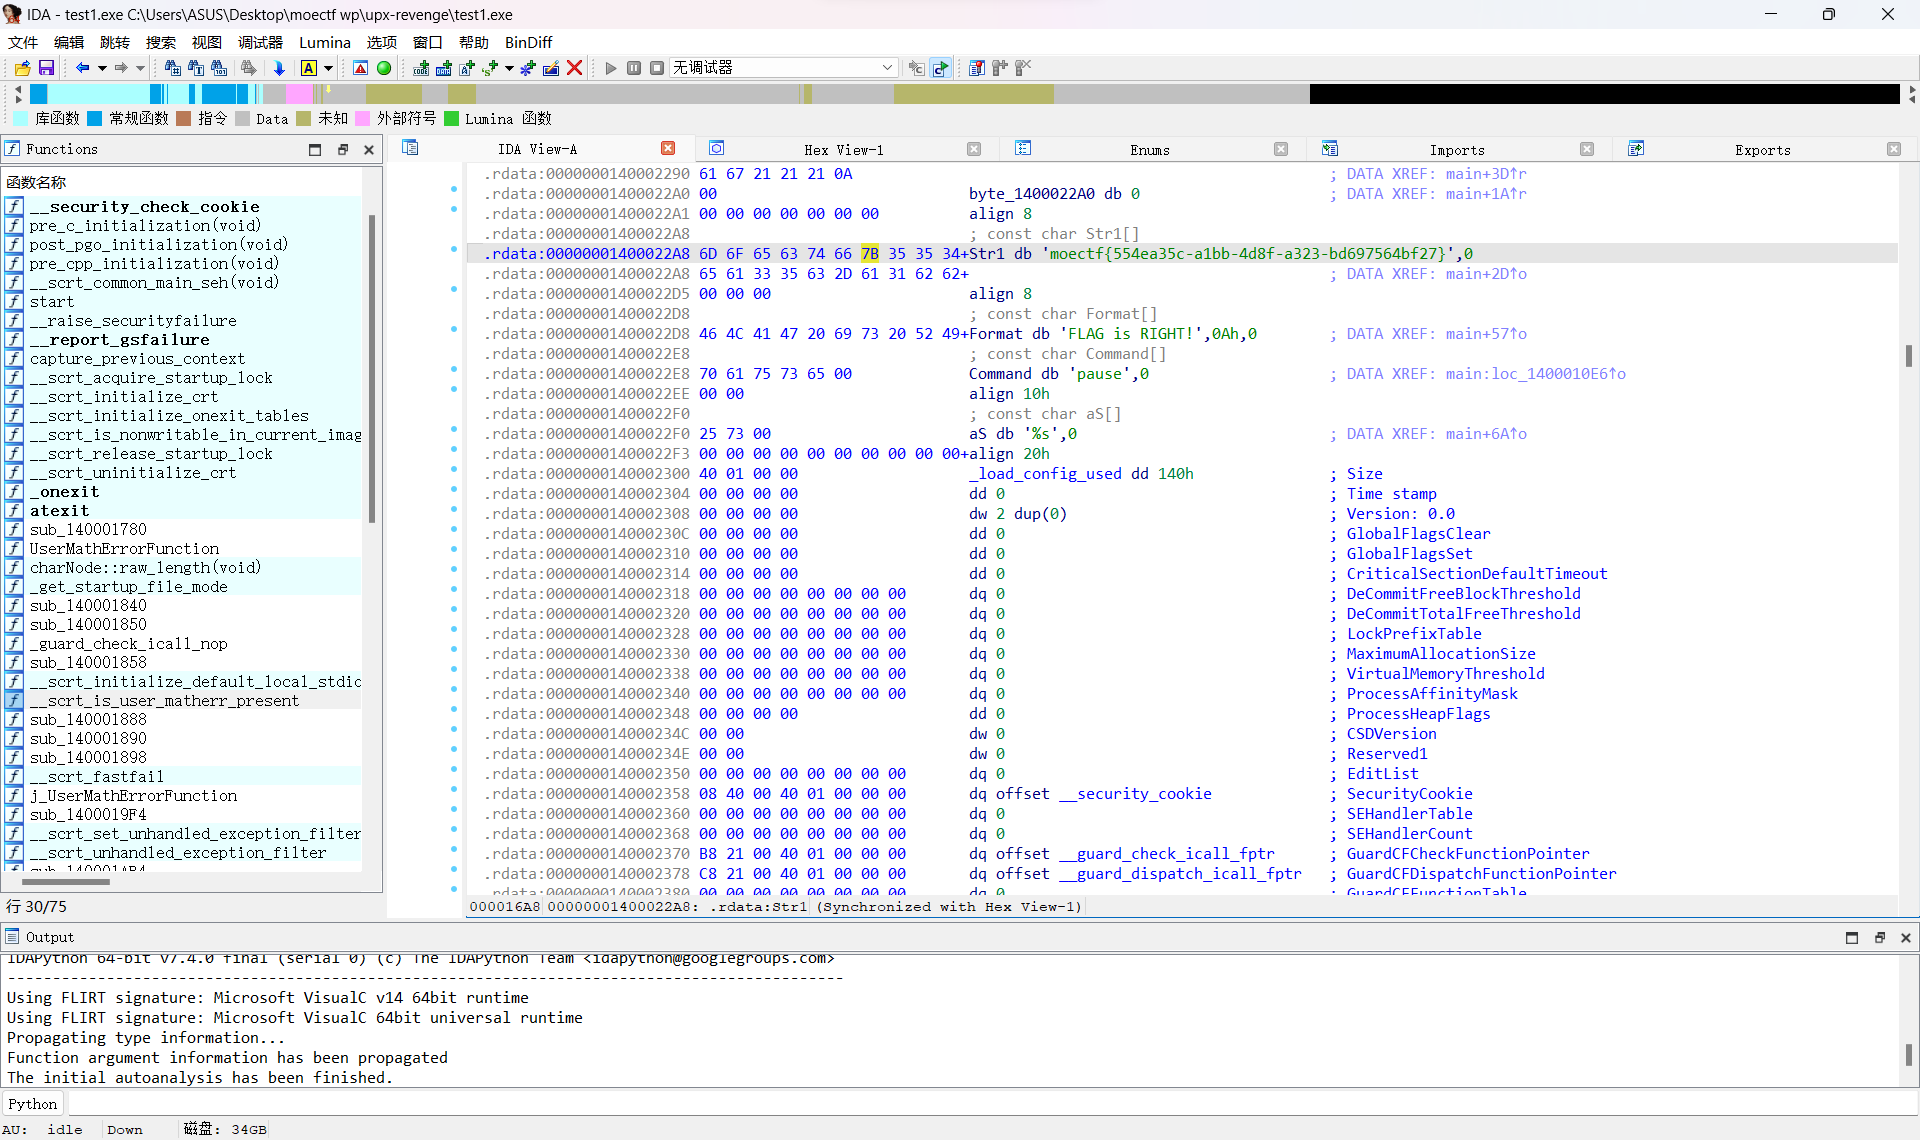 IDA - test1.exe C:\Users\ASUS\Desktop\moectf wp\upx-revenge\test1.exe
文件 编辑 跳转 搜索 视图 调试器 Lumina 选项 窗口 帮助 BinDiff
无调试器
库函数 常规函数 指令 Data 未知 外部符号 Lumina 函数
Functions
函数名称
__security_check_cookie
pre_c_initialization(void)
post_pgo_initialization(void)
pre_cpp_initialization(void)
__scrt_common_main_seh(void)
start
__raise_securityfailure
__report_gsfailure
capture_previous_context
__scrt_acquire_startup_lock
__scrt_initialize_crt
__scrt_initialize_onexit_tables
__scrt_is_nonwritable_in_current_imag
__scrt_release_startup_lock
__scrt_uninitialize_crt
_onexit
atexit
sub_140001780
UserMathErrorFunction
charNode::raw_length(void)
_get_startup_file_mode
sub_140001840
sub_140001850
_guard_check_icall_nop
sub_140001858
__scrt_initialize_default_local_stdic
__scrt_is_user_matherr_present
sub_140001888
sub_140001890
sub_140001898
__scrt_fastfail
j_UserMathErrorFunction
sub_1400019F4
__scrt_set_unhandled_exception_filter
__scrt_unhandled_exception_filter
行 30/75
IDA View-A Hex View-1 Enums Imports Exports
.rdata:0000000140002290 61 67 21 21 21 0A ; DATA XREF: main+3D↑r
.rdata:00000001400022A0 00 byte_1400022A0 db 0 ; DATA XREF: main+1A↑r
.rdata:00000001400022A1 00 00 00 00 00 00 00 align 8
.rdata:00000001400022A8 ; const char Str1[]
.rdata:00000001400022A8 6D 6F 65 63 74 66 7B 35 35 34+Str1 db 'moectf{554ea35c-a1bb-4d8f-a323-bd697564bf27}',0
.rdata:00000001400022A8 65 61 33 35 63 2D 61 31 62 62+ ; DATA XREF: main+2D↑o
.rdata:00000001400022D5 00 00 00 align 8
.rdata:00000001400022D8 ; const char Format[]
.rdata:00000001400022D8 46 4C 41 47 20 69 73 20 52 49+Format db 'FLAG is RIGHT!',0Ah,0 ; DATA XREF: main+57↑o
.rdata:00000001400022E8 ; const char Command[]
.rdata:00000001400022E8 70 61 75 73 65 00 Command db 'pause',0 ; DATA XREF: main:loc_1400010E6↑o
.rdata:00000001400022EE 00 00 align 10h
.rdata:00000001400022F0 ; const char aS[]
.rdata:00000001400022F0 25 73 00 aS db '%s',0 ; DATA XREF: main+6A↑o
.rdata:00000001400022F3 00 00 00 00 00 00 00 00 00 00+align 20h
.rdata:0000000140002300 40 01 00 00 _load_config_used dd 140h ; Size
.rdata:0000000140002304 00 00 00 00 dd 0 ; Time stamp
.rdata:0000000140002308 00 00 00 00 dw 2 dup(0) ; Version: 0.0
.rdata:000000014000230C 00 00 00 00 dd 0 ; GlobalFlagsClear
.rdata:0000000140002310 00 00 00 00 dd 0 ; GlobalFlagsSet
.rdata:0000000140002314 00 00 00 00 dd 0 ; CriticalSectionDefaultTimeout
.rdata:0000000140002318 00 00 00 00 00 00 00 00 dq 0 ; DeCommitFreeBlockThreshold
.rdata:0000000140002320 00 00 00 00 00 00 00 00 dq 0 ; DeCommitTotalFreeThreshold
.rdata:0000000140002328 00 00 00 00 00 00 00 00 dq 0 ; LockPrefixTable
.rdata:0000000140002330 00 00 00 00 00 00 00 00 dq 0 ; MaximumAllocationSize
.rdata:0000000140002338 00 00 00 00 00 00 00 00 dq 0 ; VirtualMemoryThreshold
.rdata:0000000140002340 00 00 00 00 00 00 00 00 dq 0 ; ProcessAffinityMask
.rdata:0000000140002348 00 00 00 00 dd 0 ; ProcessHeapFlags
.rdata:000000014000234C 00 00 dw 0 ; CSDVersion
.rdata:000000014000234E 00 00 dw 0 ; Reserved1
.rdata:0000000140002350 00 00 00 00 00 00 00 00 dq 0 ; EditList
.rdata:0000000140002358 08 40 00 40 01 00 00 00 dq offset __security_cookie ; SecurityCookie
.rdata:0000000140002360 00 00 00 00 00 00 00 00 dq 0 ; SEHandlerTable
.rdata:0000000140002368 00 00 00 00 00 00 00 00 dq 0 ; SEHandlerCount
.rdata:0000000140002370 B8 21 00 40 01 00 00 00 dq offset __guard_check_icall_fptr ; GuardCFCheckFunctionPointer
.rdata:0000000140002378 C8 21 00 40 01 00 00 00 dq offset __guard_dispatch_icall_fptr ; GuardCFDispatchFunctionPointer
.rdata:0000000140002380 00 00 00 00 00 00 00 00 dq 0 ; GuardCFFunctionTable
000016A8 00000001400022A8: .rdata:Str1 (Synchronized with Hex View-1)
Output
IDAPython 64-bit v7.4.0 final (serial 0) (c) The IDAPython Team <idapython@googlegroups.com>
---------------------------------------------------------------------------------------------
Using FLIRT signature: Microsoft VisualC v14 64bit runtime
Using FLIRT signature: Microsoft VisualC 64bit universal runtime
Propagating type information...
Function argument information has been propagated
The initial autoanalysis has been finished.
Python
AU: idle Down 磁盘: 34GB